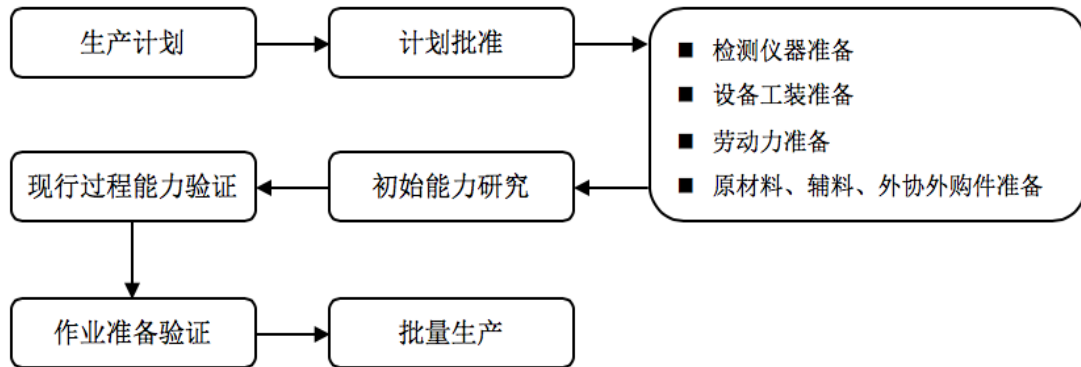 生产计划
计划批准
■ 检测仪器准备
■ 设备工装准备
■ 劳动力准备
■ 原材料、辅料、外协外购件准备
初始能力研究
现行过程能力验证
作业准备验证
批量生产